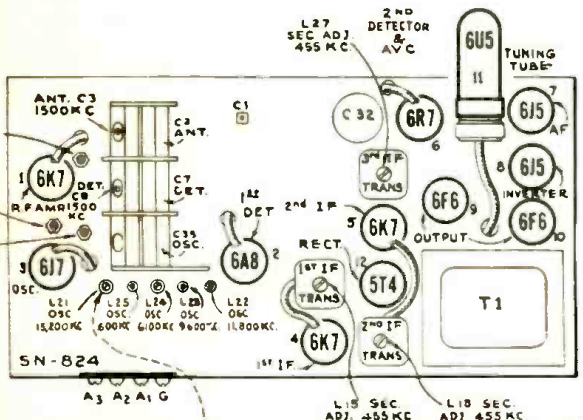 L27
SEC ADJ.
455 KC.
2ND
DETECTOR
&
AVC
6U5
11
TUNING
TUBE
ANT. C3
1500KC
C2
ANT.
C1
C32
6R7
6
7
6J5
AF
3RD IF
TRANS
8
6J5
INVERTER
1
6K7
R.F. AMP.
DET.
C8
1500
KC
C7
DET.
1ST
DET
2nd IF
5
6K7
6F6
9
OUTPUT
6F6
10
C35
OSC.
6A8
2
RECT.
12
5T4
3
6J7
OSC.
1ST IF
TRANS
T1
L21
OSC
15,200KC.
L25
OSC
600KC
L24
OSC
6100KC
L23
OSC
9600KC.
L22
OSC
11,800KC.
4
6K7
1ST IF
2ND IF
TRANS
SN-824
A3 A2 A1 G
L15 SEC.
ADJ. 455KC
L18 SEC.
ADJ. 455 KC